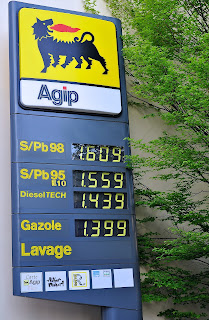 Agip
S/Pb 98 1.609
S/Pb 95 1.559
E10
DieselTECH 1.439
Gazole 1.399
Lavage